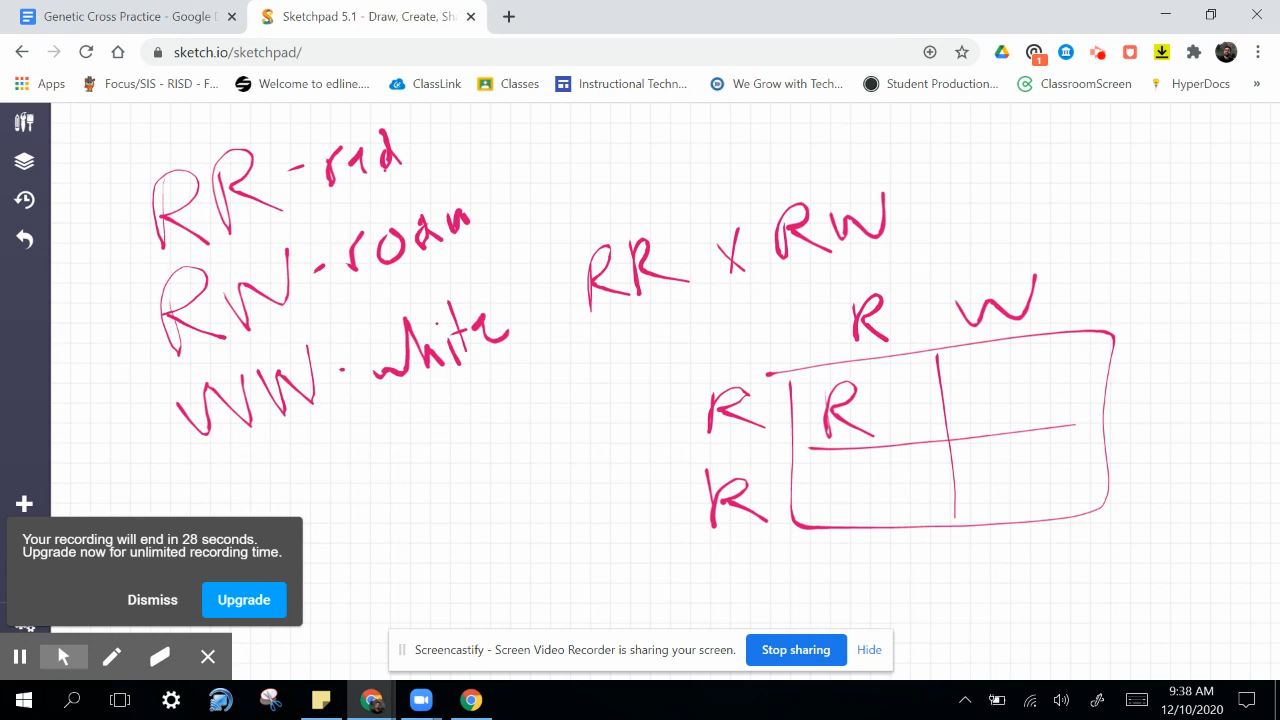 Genetic Cross Practice - Google D
Sketchpad 5.1 - Draw, Create, Sha
sketch.io/sketchpad/
1
Apps
Focus/SIS - RISD - F...
Welcome to edline....
ClassLink
Classes
Instructional Techn...
We Grow with Tech...
Student Production...
ClassroomScreen
HyperDocs
»
RR - red
RW - roan
WW - white
RR x RW
R W
R R
R
Your recording will end in 28 seconds.
Upgrade now for unlimited recording time.
Dismiss Upgrade
Screencastify - Screen Video Recorder is sharing your screen. Stop sharing Hide
9:38 AM
12/10/2020